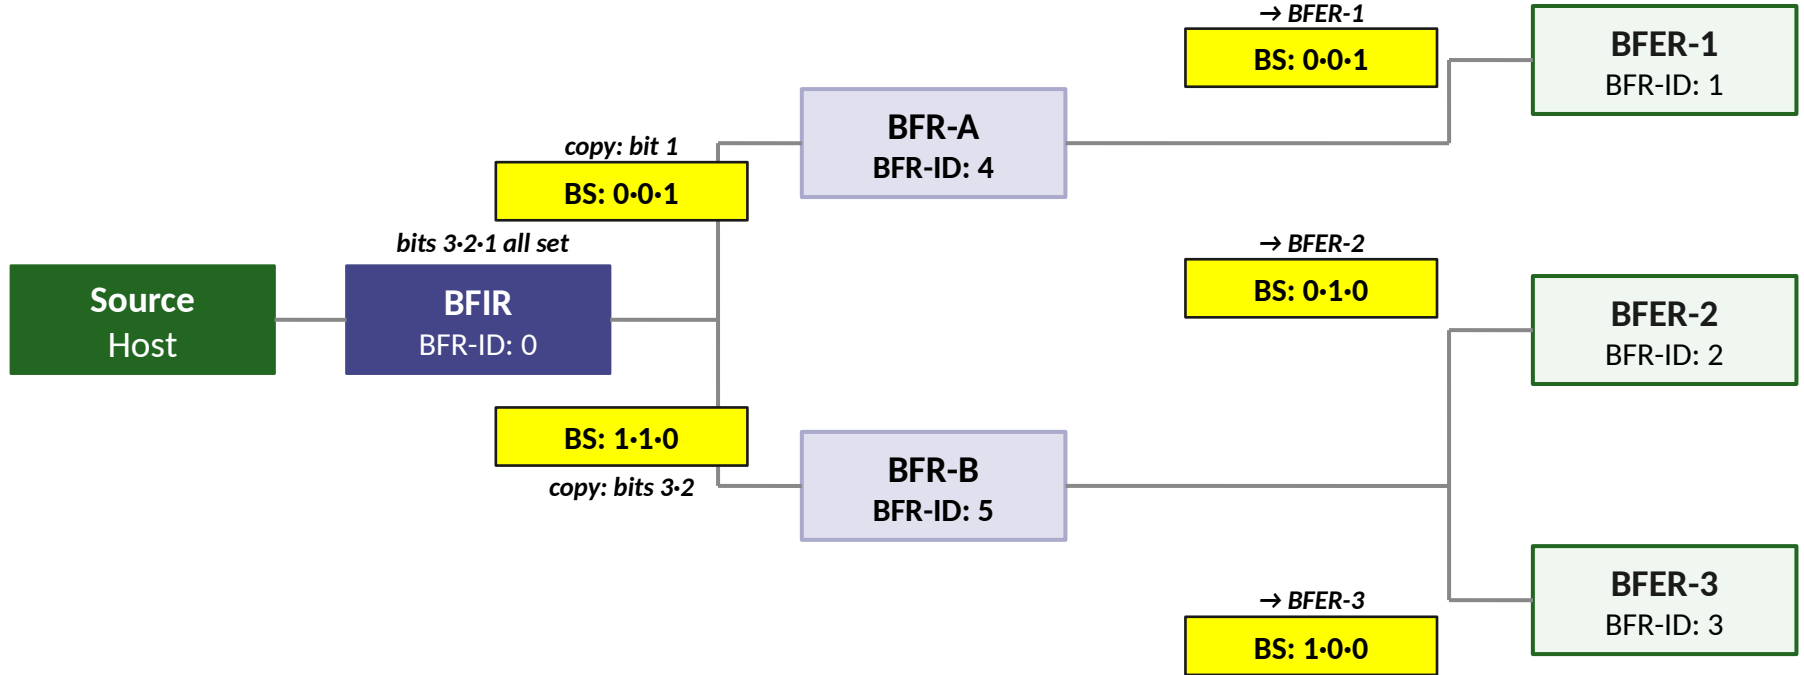 → BFER-1
BS: 0·0·1
BFER-1
BFR-ID: 1
BFR-A
BFR-ID: 4
copy: bit 1
BS: 0·0·1
bits 3·2·1 all set
→ BFER-2
BS: 0·1·0
Source
Host
BFIR
BFR-ID: 0
BFER-2
BFR-ID: 2
BS: 1·1·0
copy: bits 3·2
BFR-B
BFR-ID: 5
→ BFER-3
BS: 1·0·0
BFER-3
BFR-ID: 3